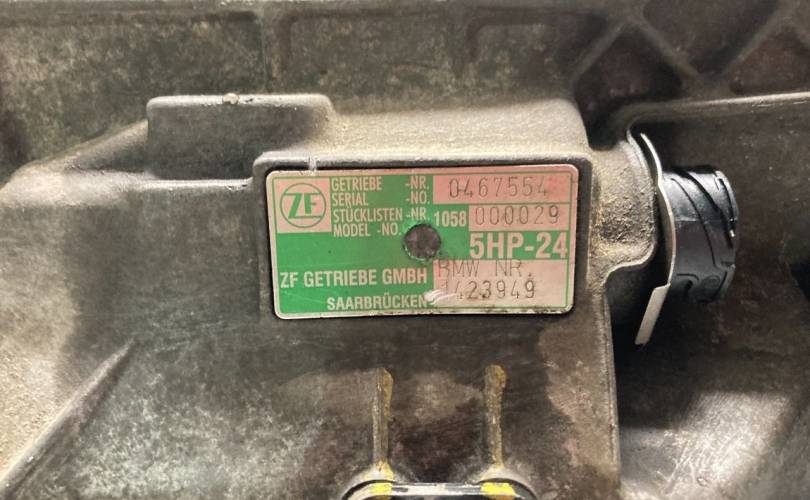 ZF
GETRIEBE -NR. 0467554
SERIAL -NO.
STÜCKLISTEN -NR. 1058 000029
MODEL -NO.
5HP-24
ZF GETRIEBE GMBH BMW NR.
SAARBRÜCKEN 1423949